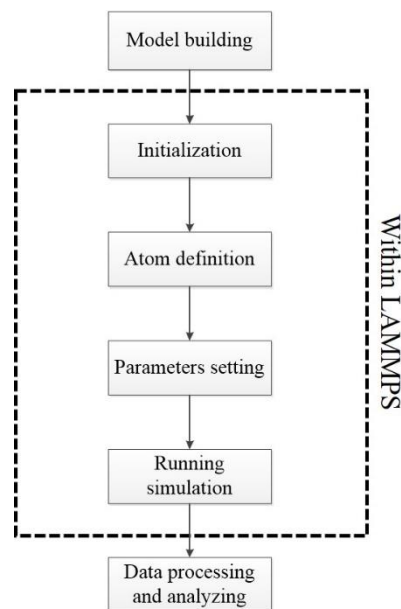 Model building
Initialization
Atom definition
Within LAMMPS
Parameters setting
Running
simulation
Data processing
and analyzing